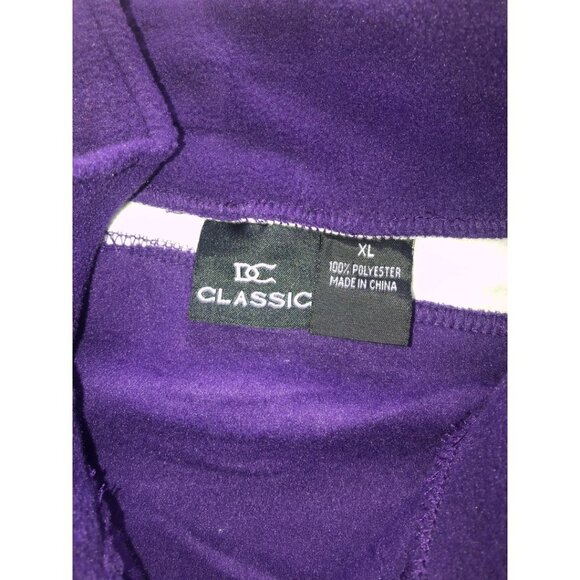 DC
CLASSIC
XL
100% POLYESTER
MADE IN CHINA